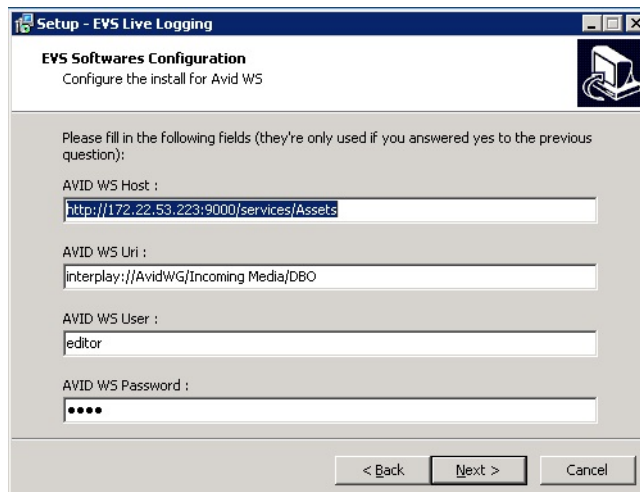 Setup - EVS Live Logging
EVS Softwares Configuration
Configure the install for Avid WS
Please fill in the following fields (they're only used if you answered yes to the previous
question):
AVID WS Host :
http://172.22.53.223:9000/services/Assets
AVID WS Uri :
interplay://AvidWG/Incoming Media/DBO
AVID WS User :
editor
AVID WS Password :
••••
< Back
Next >
Cancel